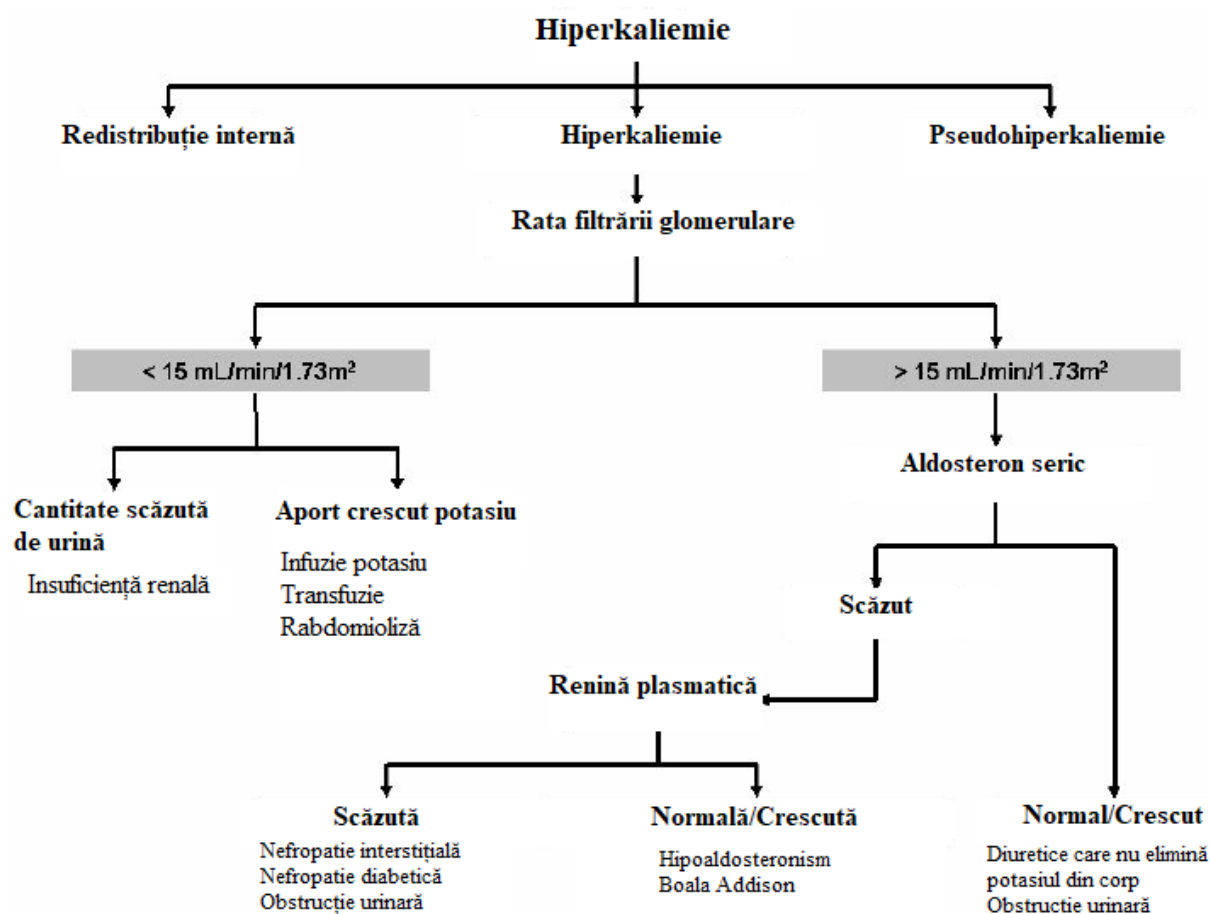 Hiperkaliemie
Redistribuție internă
Hiperkaliemie
Pseudohiperkaliemie
Rata filtrării glomerulare
< 15 mL/min/1.73m²
> 15 mL/min/1.73m²
Cantitate scăzută
de urină
Insuficiență renală
Aport crescut potasiu
Infuzie potasiu
Transfuzie
Rabdomioliză
Aldosteron seric
Scăzut
Renină plasmatică
Scăzută
Nefropatie interstițială
Nefropatie diabetică
Obstrucție urinară
Normală/Crescută
Hipoaldosteronism
Boala Addison
Normal/Crescut
Diuretice care nu elimină
potasiul din corp
Obstrucție urinară